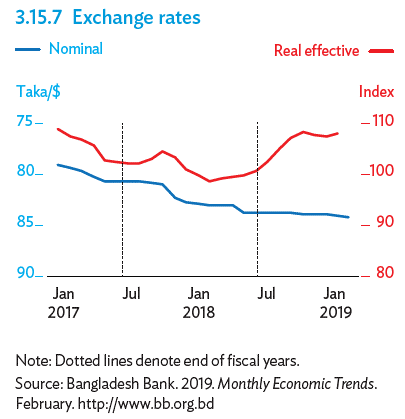 3.15.7 Exchange rates
Nominal
Real effective
Taka/$
Index
75
110
80
100
85
90
90
80
Jan
2017
Jul
Jan
2018
Jul
Jan
2019
Note: Dotted lines denote end of fiscal years.
Source: Bangladesh Bank. 2019. Monthly Economic Trends.
February. http://www.bb.org.bd